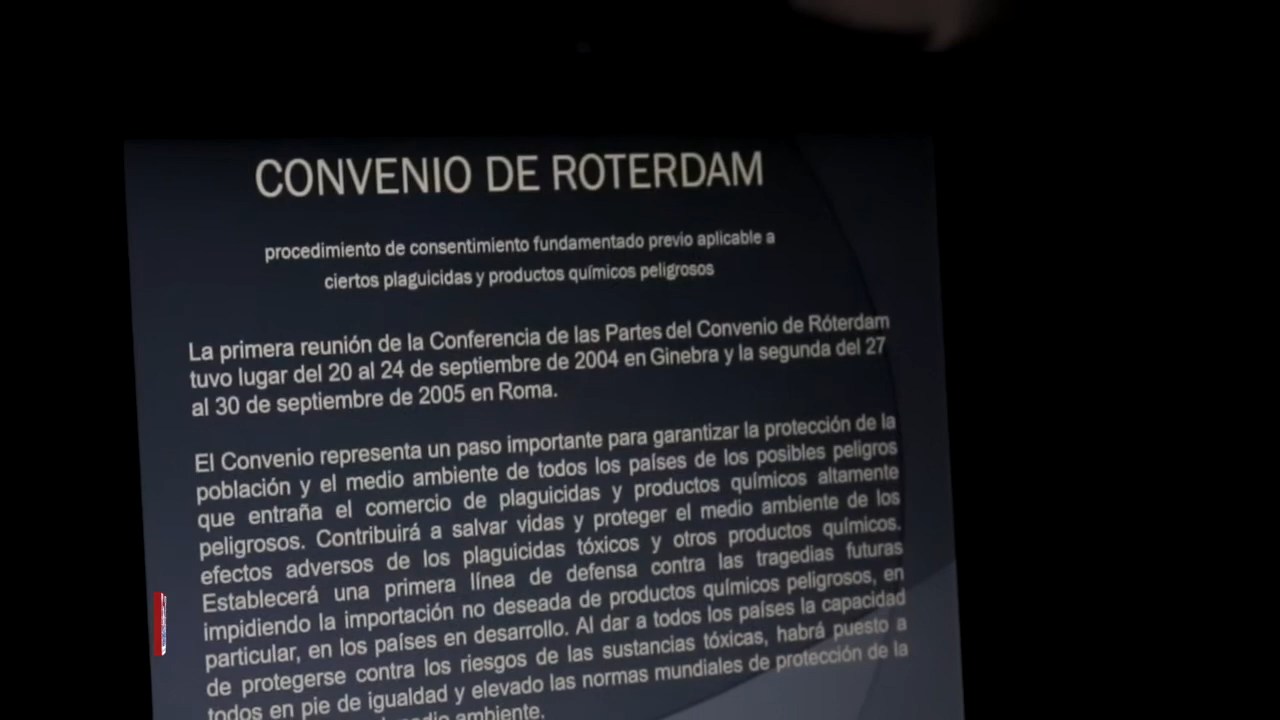 CONVENIO DE ROTERDAM
procedimiento de consentimiento fundamentado previo aplicable a
ciertos plaguicidas y productos químicos peligrosos
La primera reunión de la Conferencia de las Partes del Convenio de Róterdam
tuvo lugar del 20 al 24 de septiembre de 2004 en Ginebra y la segunda del 27
al 30 de septiembre de 2005 en Roma.
El Convenio representa un paso importante para garantizar la protección de la
población y el medio ambiente de todos los países de los posibles peligros
que entraña el comercio de plaguicidas y productos químicos altamente
peligrosos. Contribuirá a salvar vidas y proteger el medio ambiente de los
efectos adversos de los plaguicidas tóxicos y otros productos químicos.
Establecerá una primera línea de defensa contra las tragedias futuras
impidiendo la importación no deseada de productos químicos peligrosos, en
particular, en los países en desarrollo. Al dar a todos los países la capacidad
de protegerse contra los riesgos de las sustancias tóxicas, habrá puesto a
todos en pie de igualdad y elevado las normas mundiales de protección de la
ambiente.